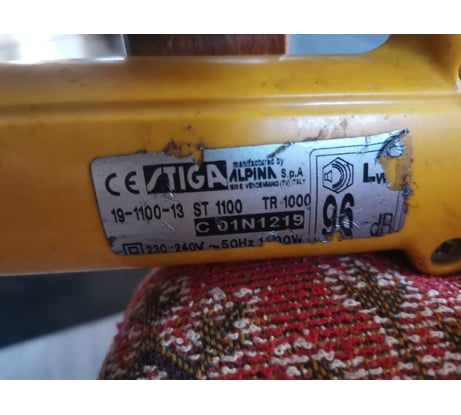 CE STIGA manufactured by
ALPINA S.p.A
19-1100-13 ST 1100 TR 1000
C 01N1219
230-240V ~ 50Hz
LW
96
dB